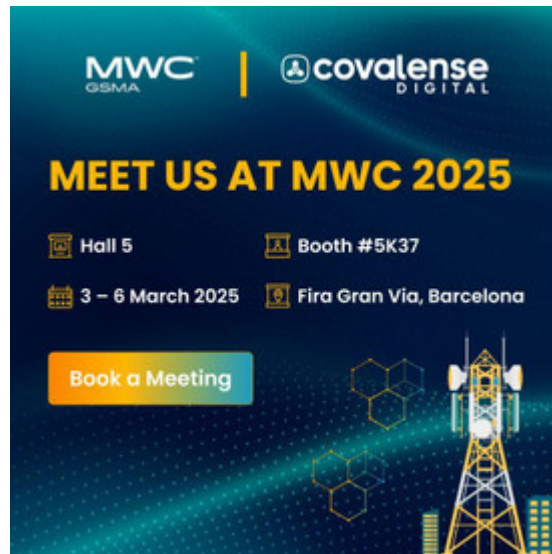 MWC
GSMA
covalense
DIGITAL
MEET US AT MWC 2025
Hall 5
Booth #5K37
3 – 6 March 2025
Fira Gran Via, Barcelona
Book a Meeting